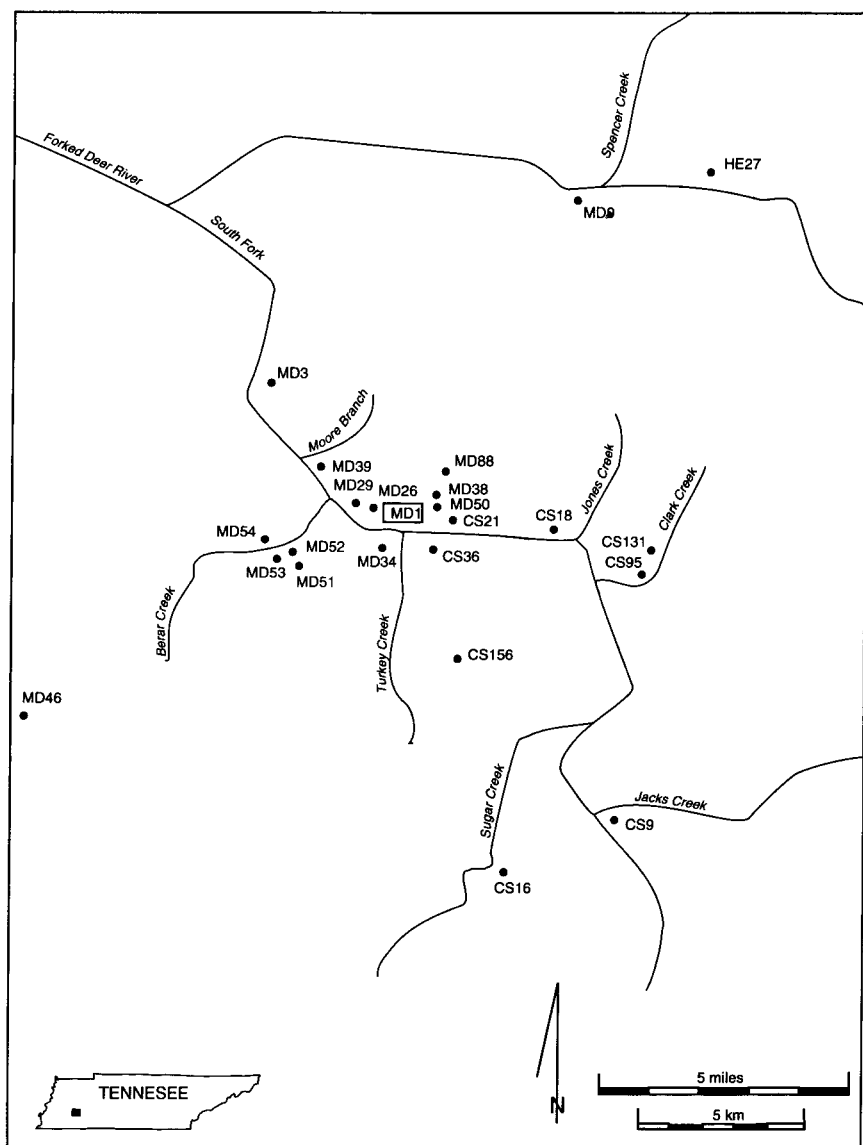 Spencer Creek
Forked Deer River
HE27
MD9
South Fork
MD3
Moore Branch
MD39
MD88
MD29
MD26
MD38
MD1
MD50
CS21
CS18
Jones Creek
Clark Creek
CS131
CS95
MD54
MD52
MD53
MD51
MD34
CS36
Berar Creek
Turkey Creek
CS156
MD46
Sugar Creek
Jacks Creek
CS9
CS16
TENNESEE
N
5 miles
5 km